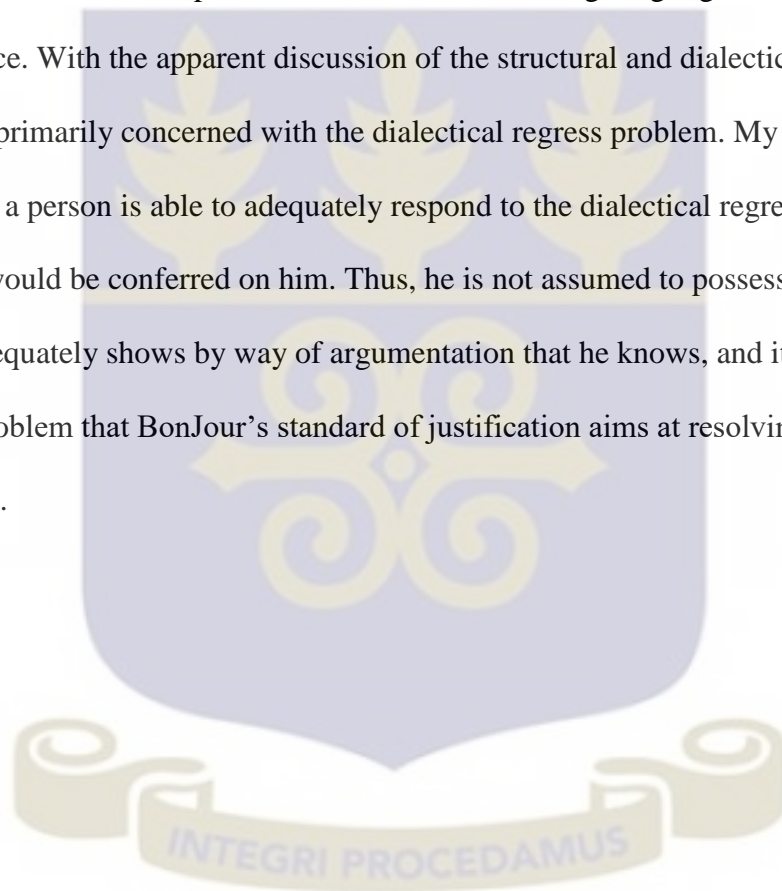 ce. With the apparent discussion of the structural and dialectic
primarily concerned with the dialectical regress problem. My
a person is able to adequately respond to the dialectical regre
would be conferred on him. Thus, he is not assumed to possess
equately shows by way of argumentation that he knows, and it
oblem that BonJour’s standard of justification aims at resolvin
.
INTEGRI PROCEDAMUS